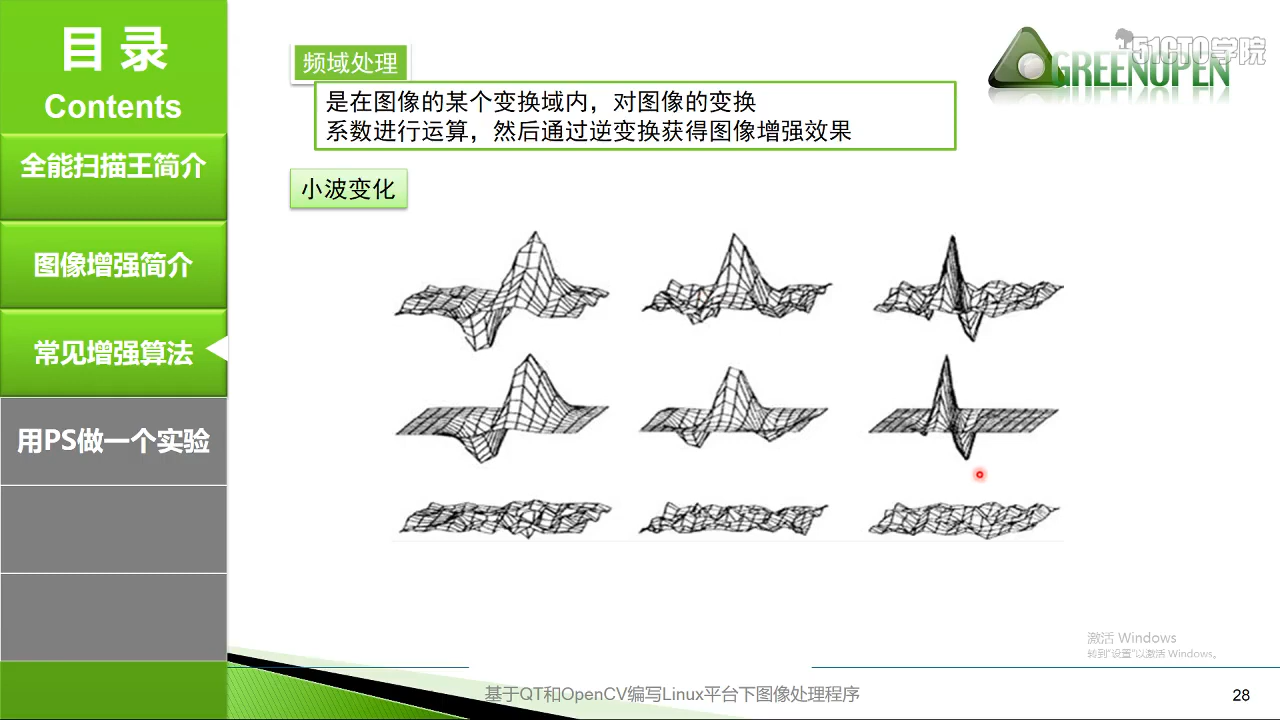 目 录
Contents
全能扫描王简介
图像增强简介
常见增强算法
用PS做一个实验
频域处理
是在图像的某个变换域内，对图像的变换
系数进行运算，然后通过逆变换获得图像增强效果
小波变化
51CTO学院
GREENOPEN
激活 Windows
转到"设置"以激活 Windows。
基于QT和OpenCV编写Linux平台下图像处理程序
28